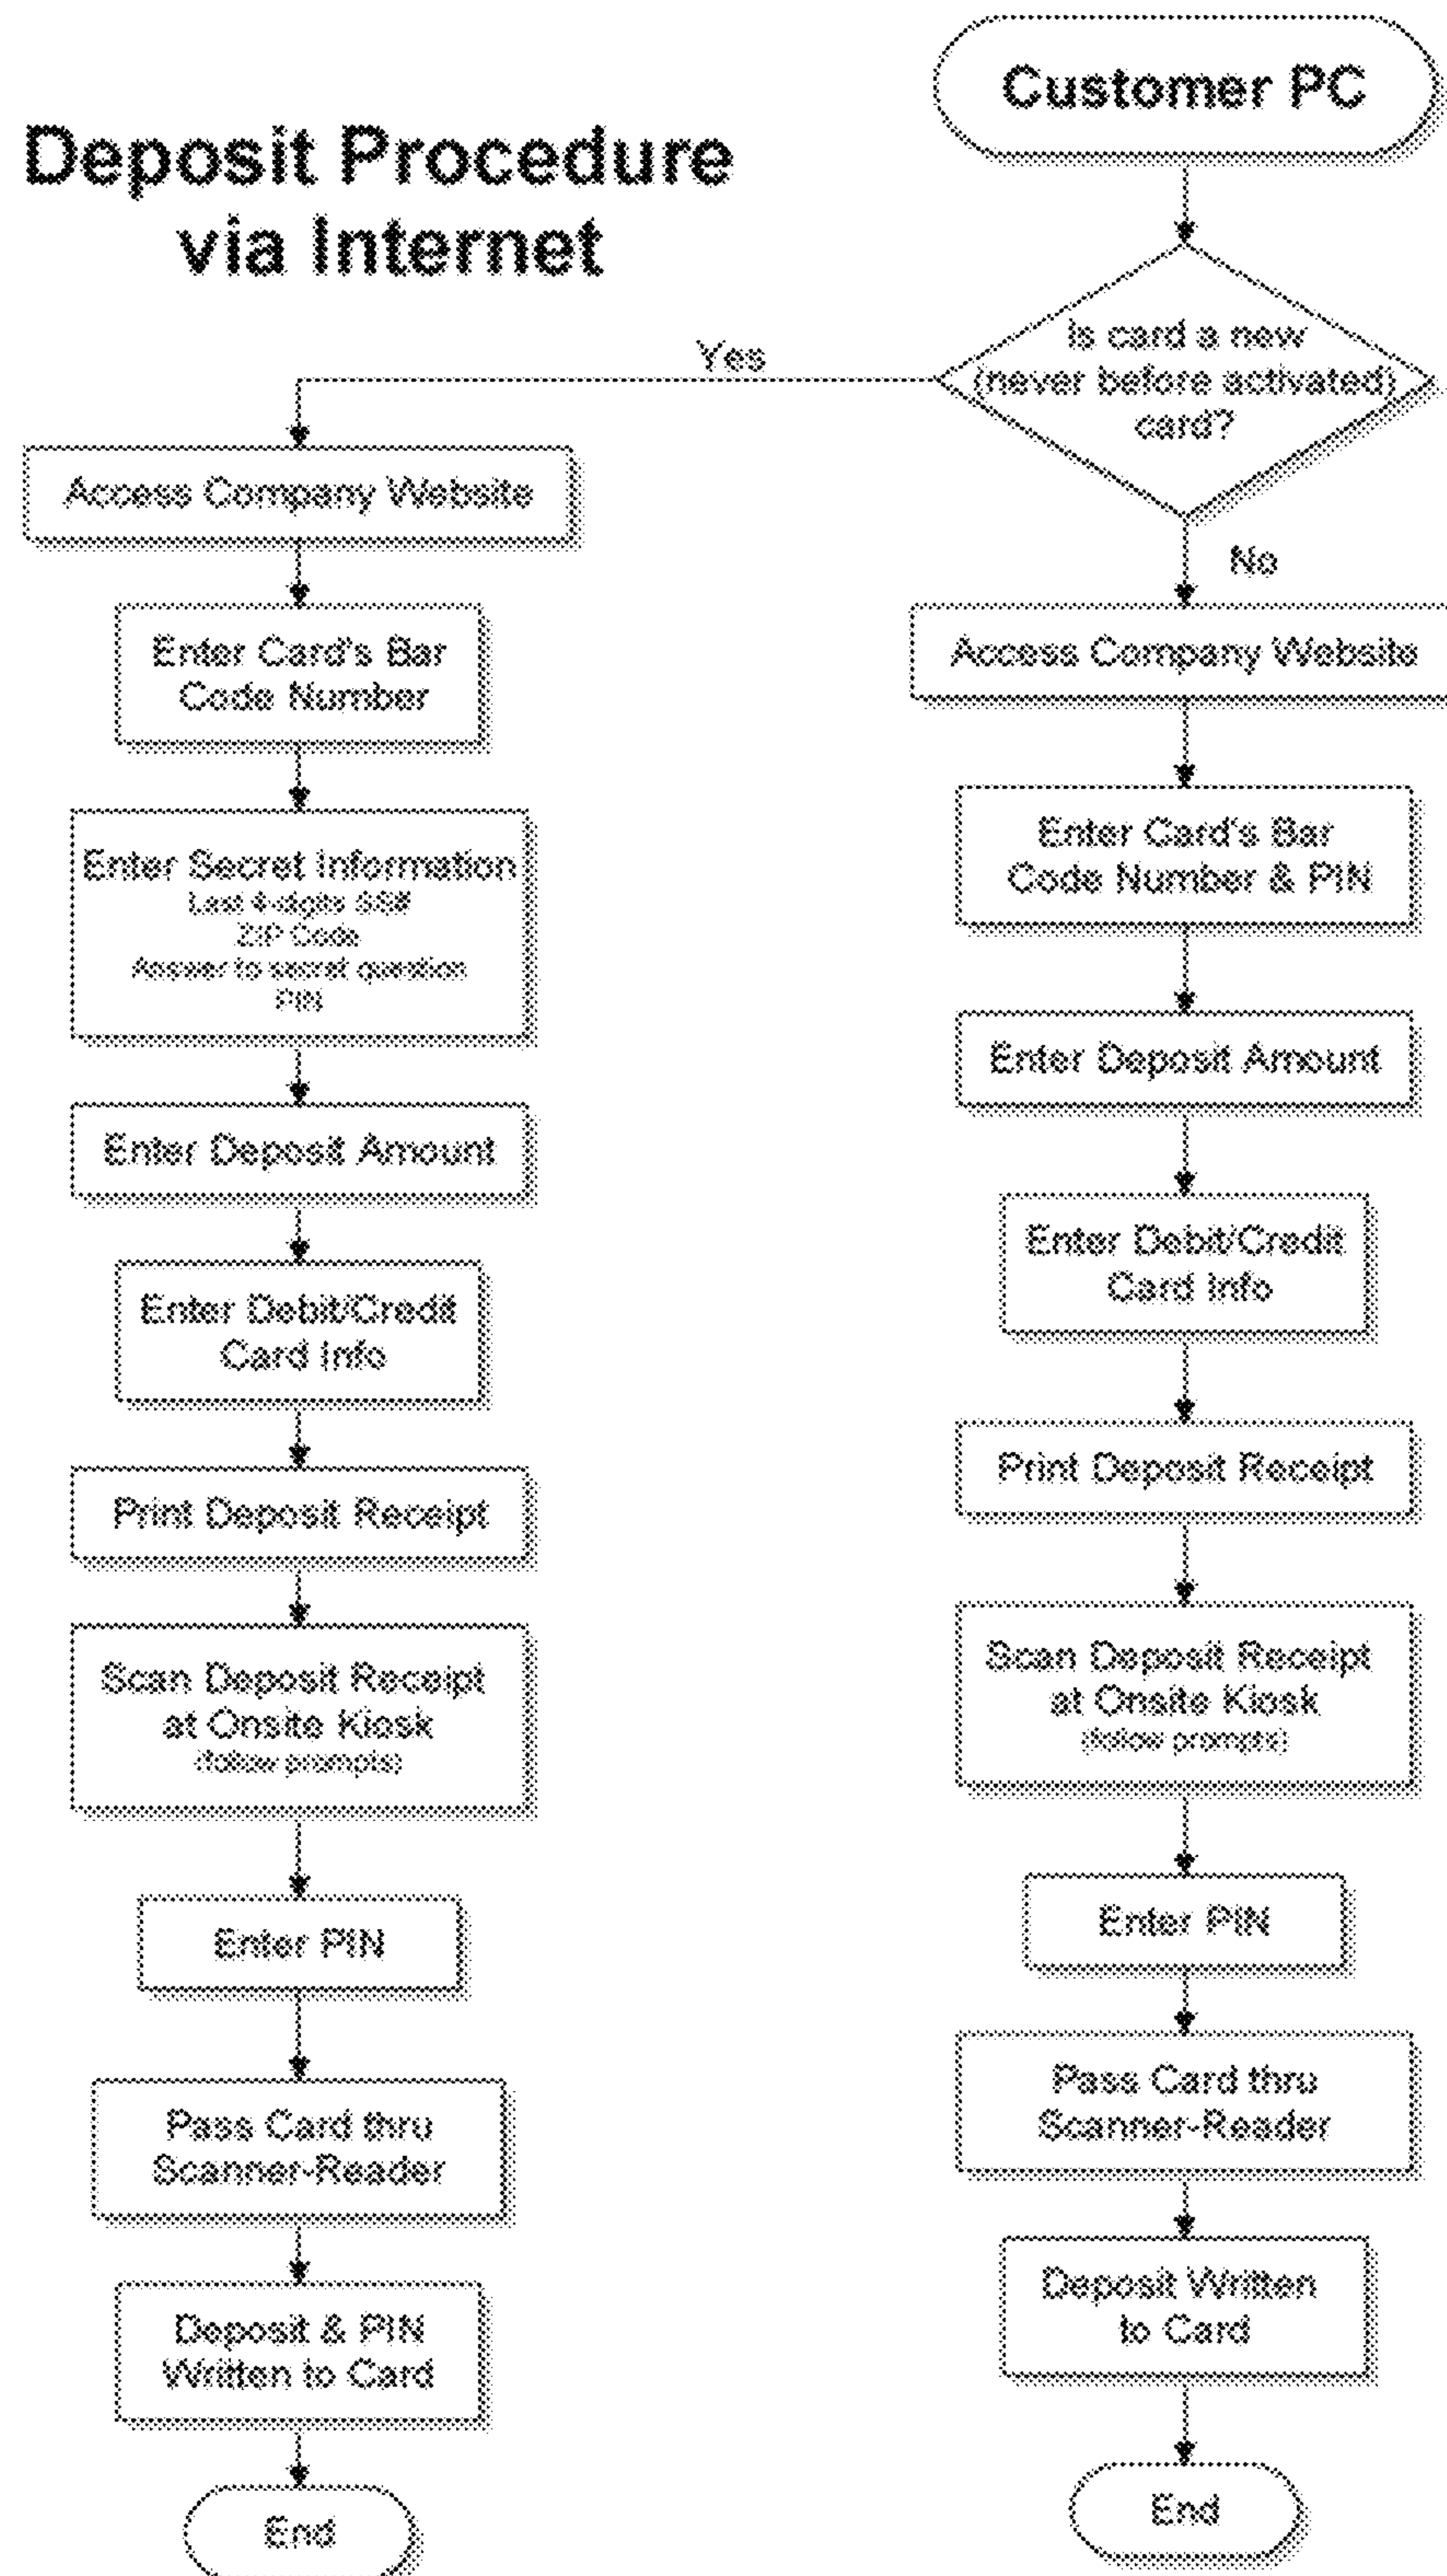 Deposit Procedure
via Internet
Customer PC
Is card a new
(never before activated)
card?
Yes
No
Access Company Website
Enter Card's Bar
Code Number
Enter Secret Information
Last 4-digits SS#
ZIP Code
Answer to secret question
PIN
Enter Deposit Amount
Enter Debit/Credit
Card Info
Print Deposit Receipt
Scan Deposit Receipt
at Onsite Kiosk
(follow prompts)
Enter PIN
Pass Card thru
Scanner-Reader
Deposit & PIN
Written to Card
End
Access Company Website
Enter Card's Bar
Code Number & PIN
Enter Deposit Amount
Enter Debit/Credit
Card Info
Print Deposit Receipt
Scan Deposit Receipt
at Onsite Kiosk
(follow prompts)
Enter PIN
Pass Card thru
Scanner-Reader
Deposit Written
to Card
End